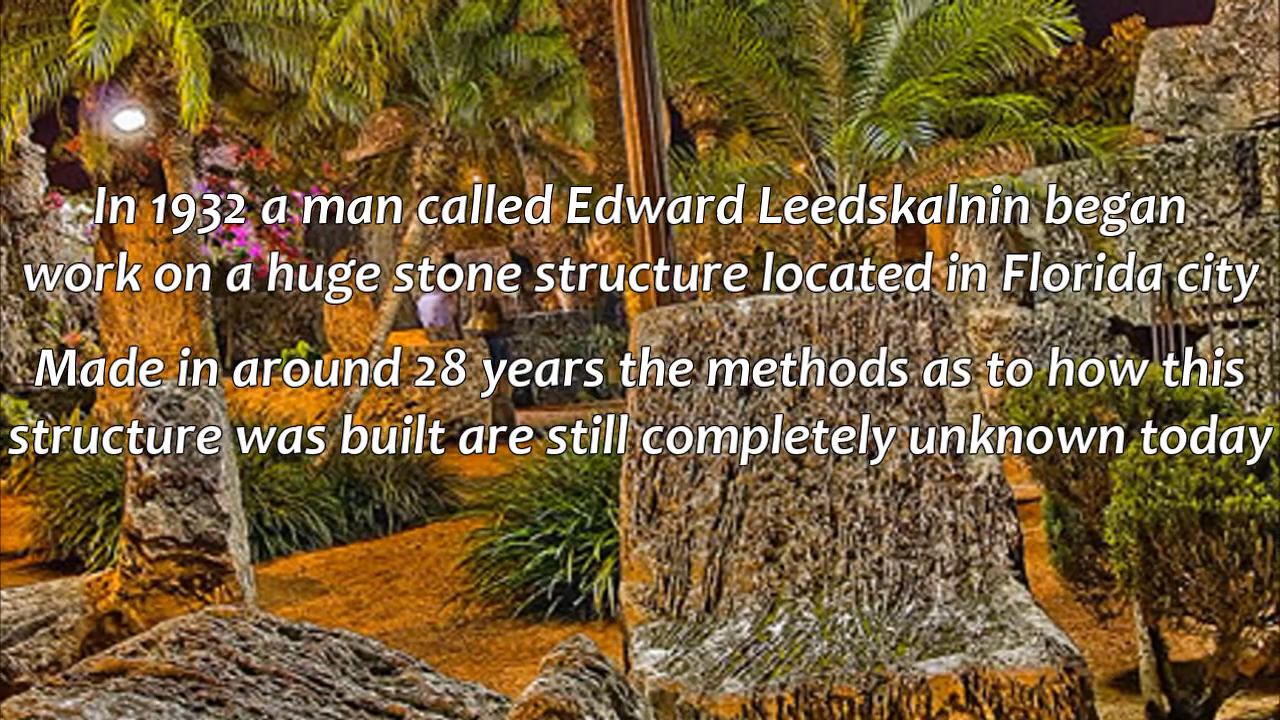 In 1932 a man called Edward Leedskalnin began
work on a huge stone structure located in Florida city
Made in around 28 years the methods as to how this
structure was built are still completely unknown today